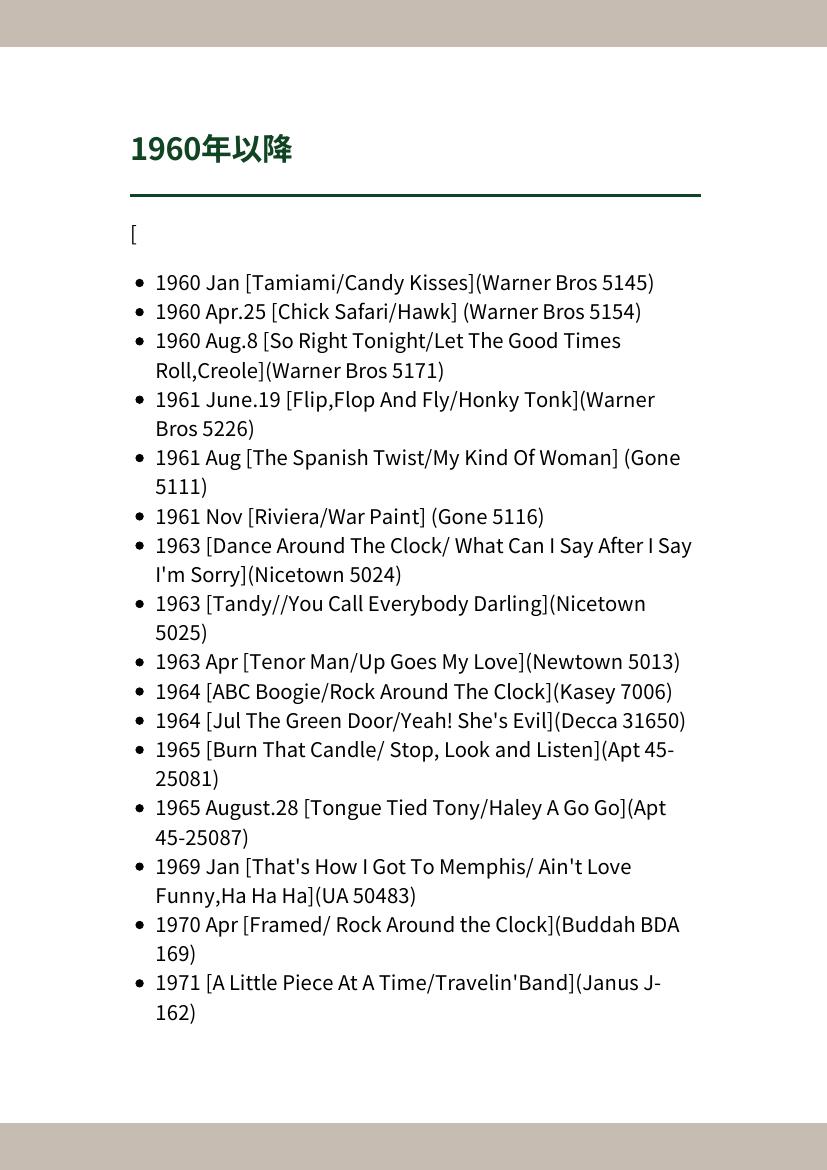 1960年以降
[
• 1960 Jan [Tamiami/Candy Kisses](Warner Bros 5145)
• 1960 Apr.25 [Chick Safari/Hawk] (Warner Bros 5154)
• 1960 Aug.8 [So Right Tonight/Let The Good Times
Roll,Creole](Warner Bros 5171)
• 1961 June.19 [Flip,Flop And Fly/Honky Tonk](Warner
Bros 5226)
• 1961 Aug [The Spanish Twist/My Kind Of Woman] (Gone
5111)
• 1961 Nov [Riviera/War Paint] (Gone 5116)
• 1963 [Dance Around The Clock/ What Can I Say After I Say
I'm Sorry](Nicetown 5024)
• 1963 [Tandy//You Call Everybody Darling](Nicetown
5025)
• 1963 Apr [Tenor Man/Up Goes My Love](Newtown 5013)
• 1964 [ABC Boogie/Rock Around The Clock](Kasey 7006)
• 1964 [Jul The Green Door/Yeah! She's Evil](Decca 31650)
• 1965 [Burn That Candle/ Stop, Look and Listen](Apt 45-
25081)
• 1965 August.28 [Tongue Tied Tony/Haley A Go Go](Apt
45-25087)
• 1969 Jan [That's How I Got To Memphis/ Ain't Love
Funny,Ha Ha Ha](UA 50483)
• 1970 Apr [Framed/ Rock Around the Clock](Buddah BDA
169)
• 1971 [A Little Piece At A Time/Travelin'Band](Janus J-
162)